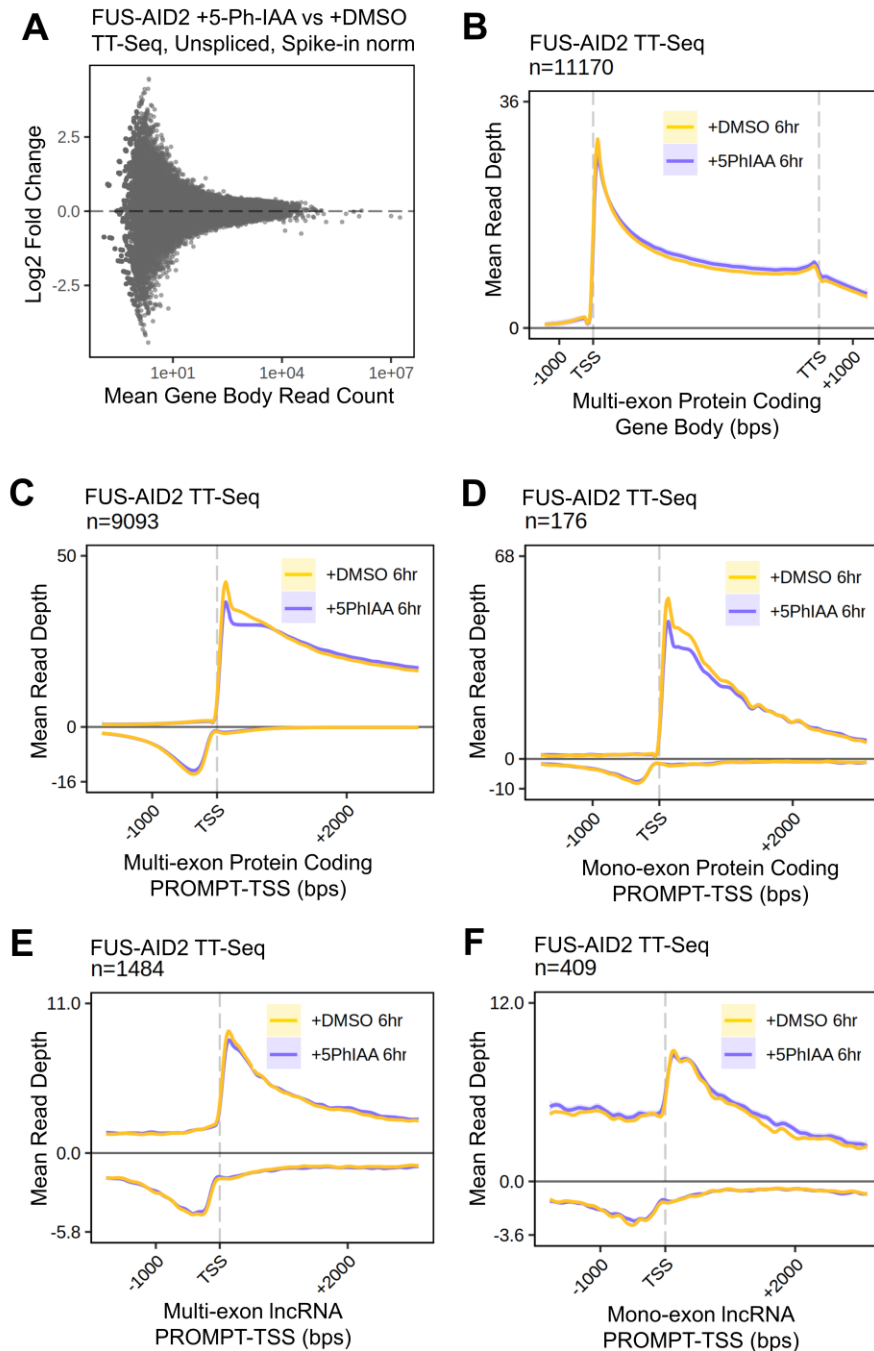 A
FUS-AID2 +5-Ph-IAA vs +DMSO
TT-Seq, Unspliced, Spike-in norm
Log2 Fold Change
2.5
0.0
-2.5
1e+01
1e+04
1e+07
Mean Gene Body Read Count
B
FUS-AID2 TT-Seq
n=11170
Mean Read Depth
36
0
+DMSO 6hr
+5PhIAA 6hr
-1000
TSS
TTS
+1000
Multi-exon Protein Coding
Gene Body (bps)
C
FUS-AID2 TT-Seq
n=9093
Mean Read Depth
50
0
-16
+DMSO 6hr
+5PhIAA 6hr
-1000
TSS
+2000
Multi-exon Protein Coding
PROMPT-TSS (bps)
D
FUS-AID2 TT-Seq
n=176
Mean Read Depth
68
0
-10
+DMSO 6hr
+5PhIAA 6hr
-1000
TSS
+2000
Mono-exon Protein Coding
PROMPT-TSS (bps)
E
FUS-AID2 TT-Seq
n=1484
Mean Read Depth
11.0
0.0
-5.8
+DMSO 6hr
+5PhIAA 6hr
-1000
TSS
+2000
Multi-exon lncRNA
PROMPT-TSS (bps)
F
FUS-AID2 TT-Seq
n=409
Mean Read Depth
12.0
0.0
-3.6
+DMSO 6hr
+5PhIAA 6hr
-1000
TSS
+2000
Mono-exon lncRNA
PROMPT-TSS (bps)